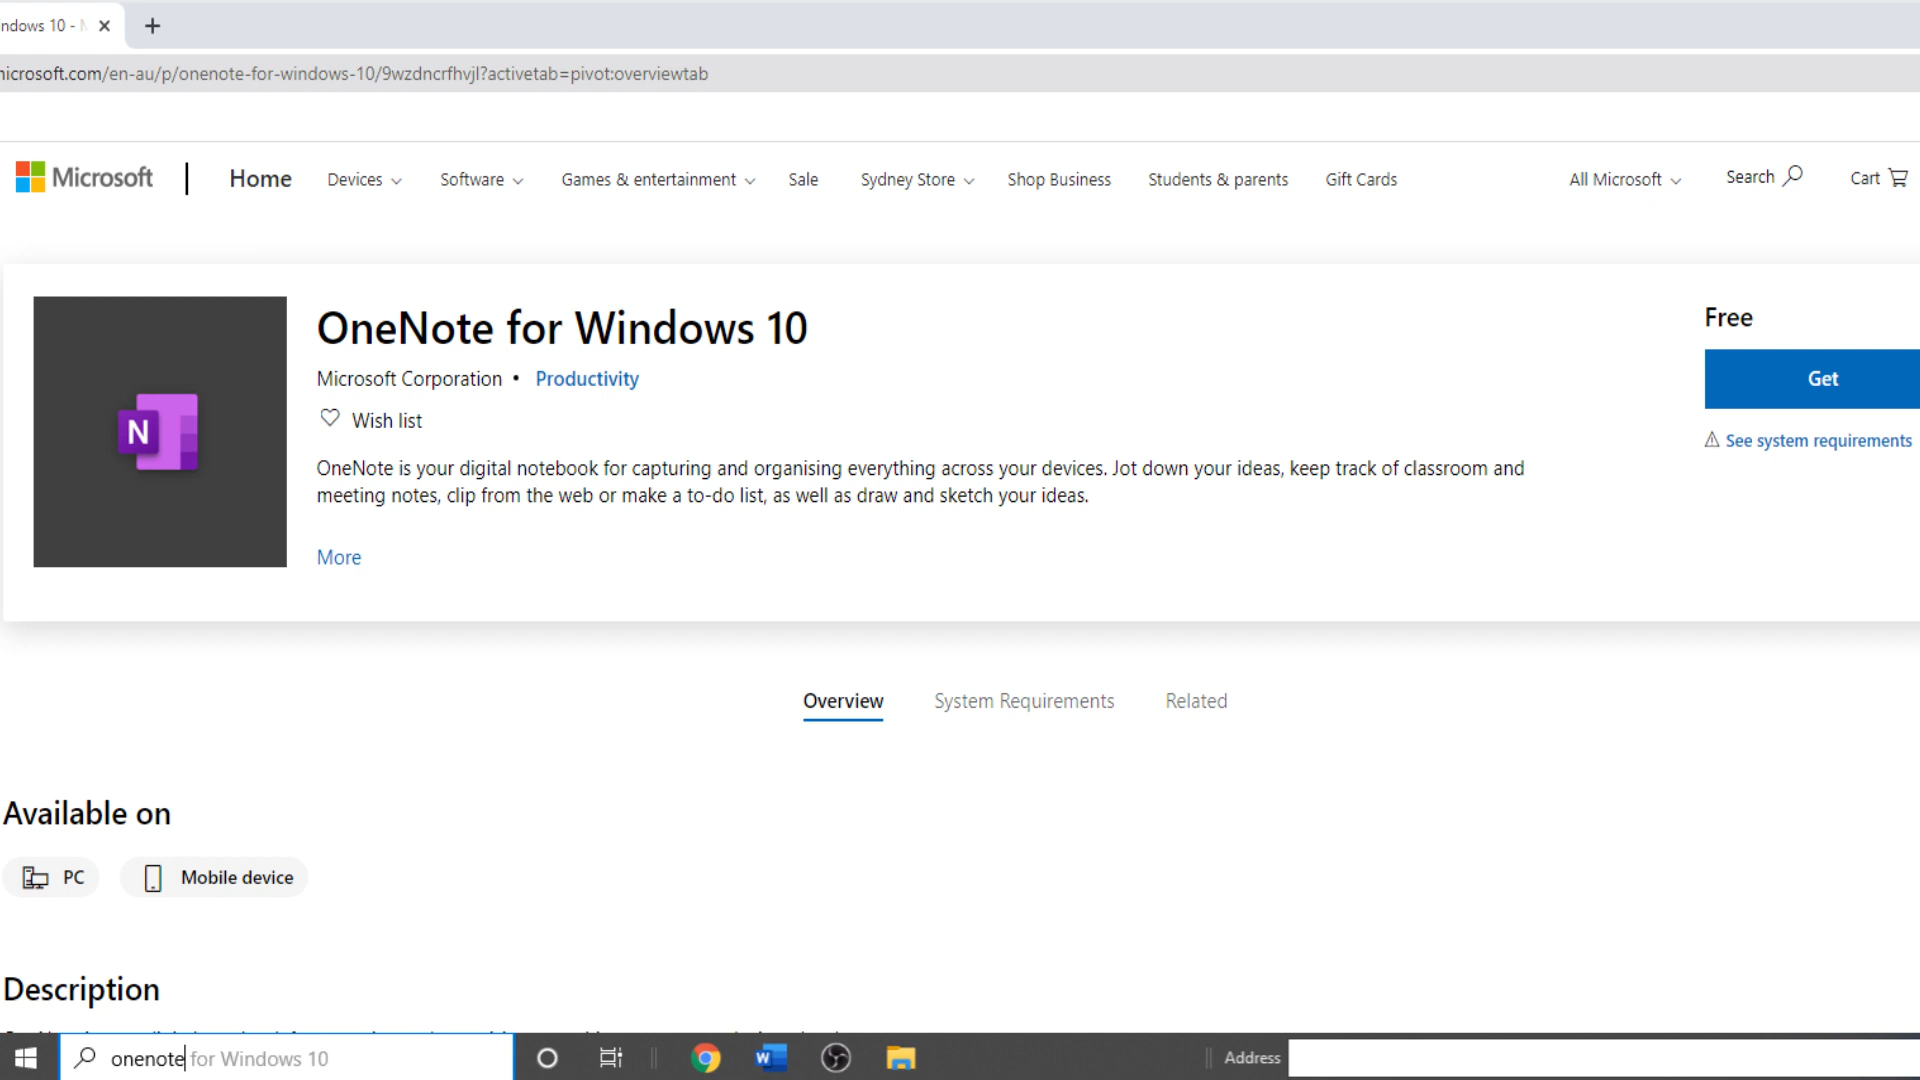 ndows 10 -
microsoft.com/en-au/p/onenote-for-windows-10/9wzdncrfhvjl?activetab=pivot:overviewtab
Microsoft Home Devices Software Games & entertainment Sale Sydney Store Shop Business Students & parents Gift Cards All Microsoft Search Cart
OneNote for Windows 10
Microsoft Corporation • Productivity
Wish list
OneNote is your digital notebook for capturing and organising everything across your devices. Jot down your ideas, keep track of classroom and
meeting notes, clip from the web or make a to-do list, as well as draw and sketch your ideas.
More
Free
Get
See system requirements
N
Overview System Requirements Related
Available on
PC Mobile device
Description
onenote for Windows 10
W
Address